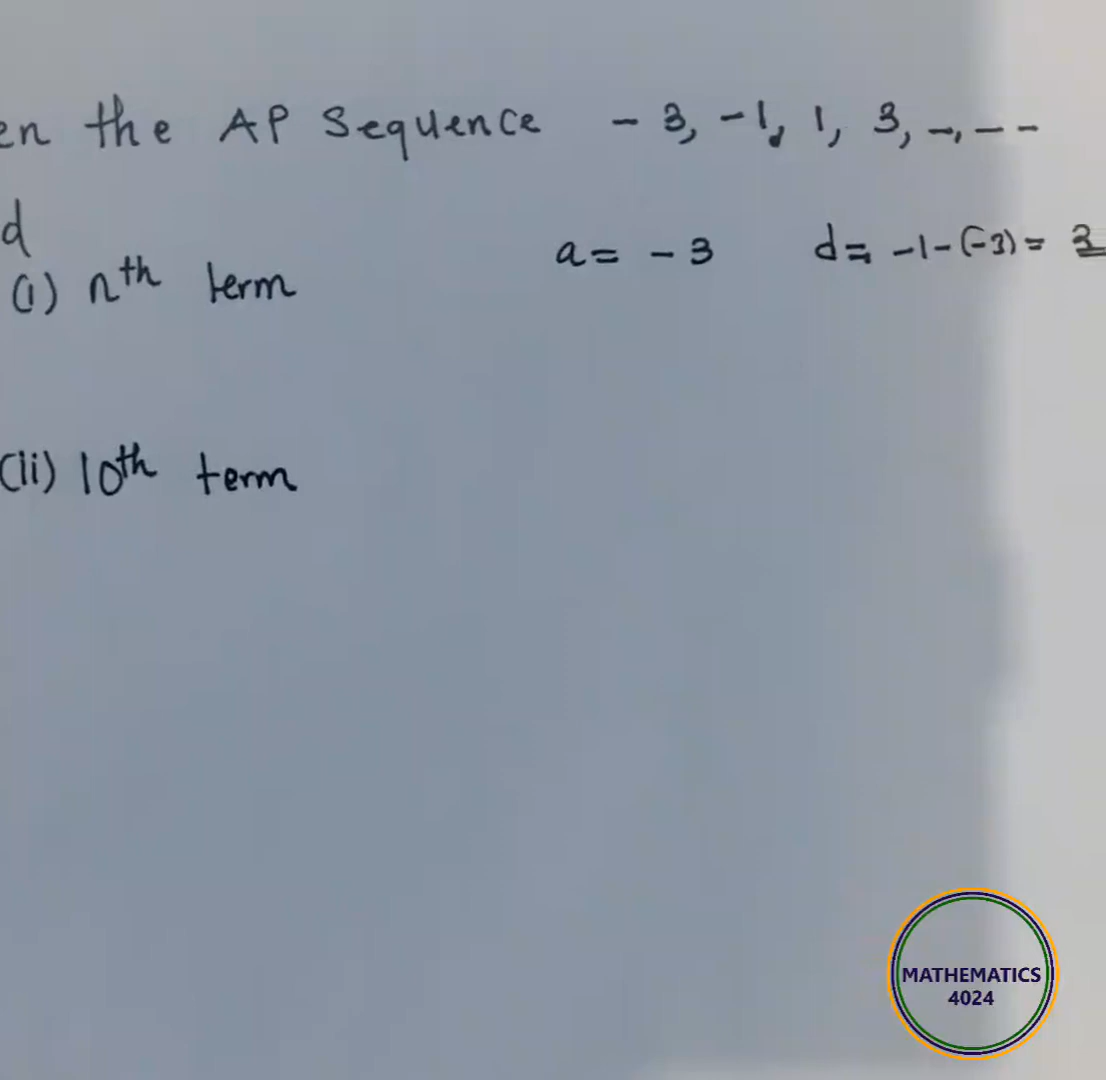 en the AP Sequence -3, -1, 1, 3, -, - -
d
a = -3 d = -1-(-3) = 2
(i) nth term
(ii) 10th term
MATHEMATICS
4024